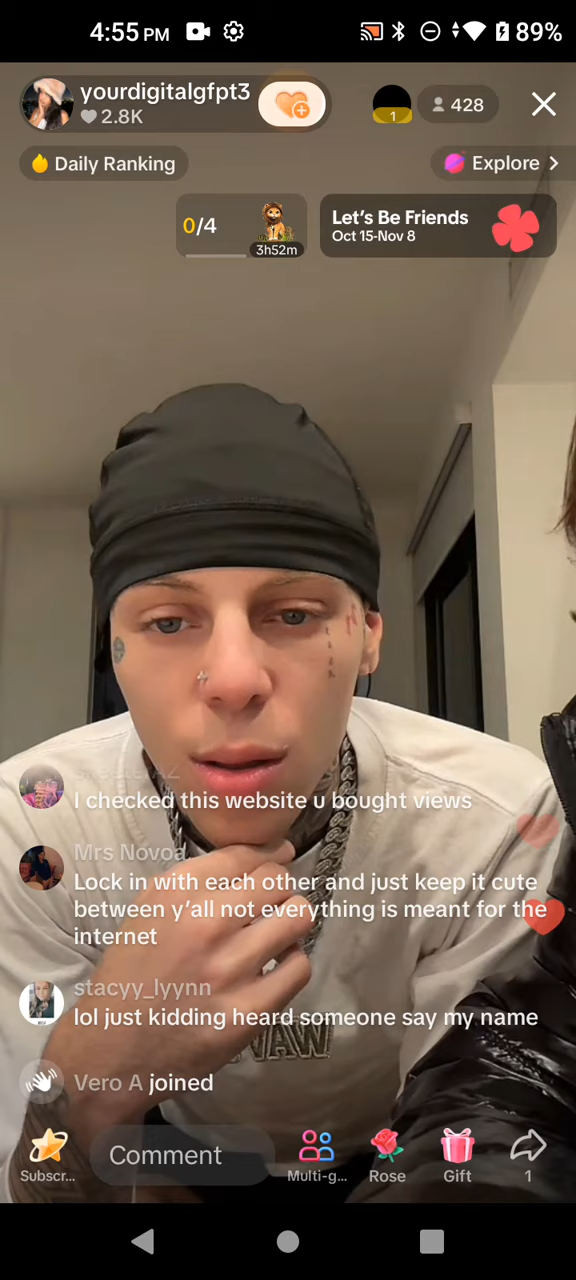 4:55 PM
89%
yourdigitalgfpt3
2.8K
1
428
Daily Ranking
Explore >
0/4
3h52m
Let's Be Friends
Oct 15-Nov 8
I checked this website u bought views
Mrs Novoa
Lock in with each other and just keep it cute
between y'all not everything is meant for the
internet
stacyy_lyynn
lol just kidding heard someone say my name
Vero A joined
Comment
Subscr...
Multi-g...
Rose
Gift
1